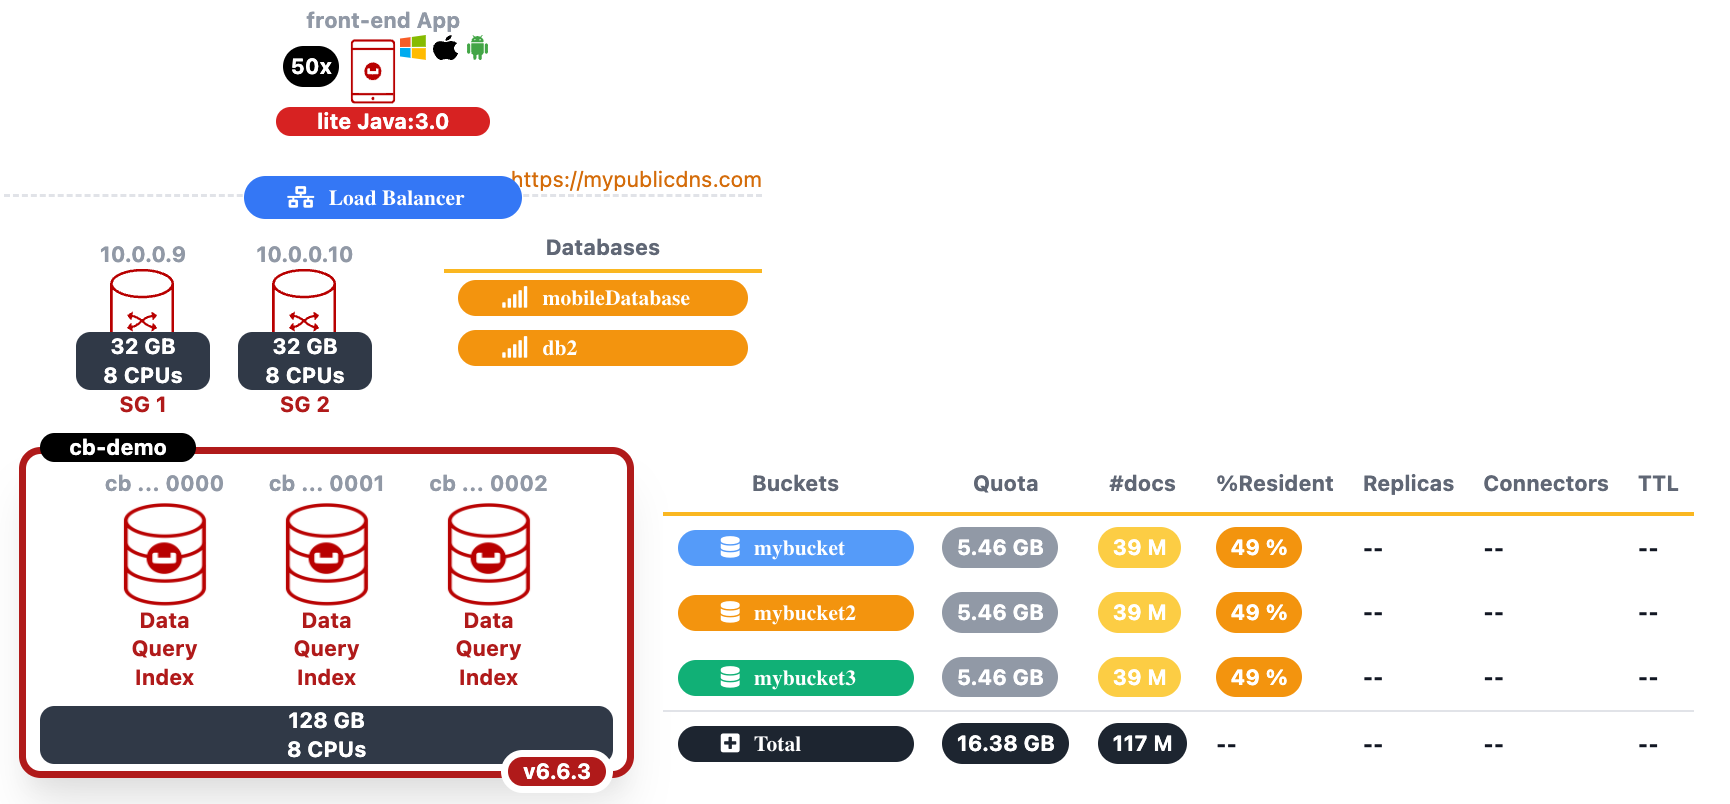 front-end App
50x
lite Java:3.0
https://mypublicdns.com
Load Balancer
10.0.0.9 10.0.0.10
Databases
mobileDatabase
db2
32 GB 32 GB
8 CPUs 8 CPUs
SG 1 SG 2
cb-demo
cb ... 0000 cb ... 0001 cb ... 0002
Data Data Data
Query Query Query
Index Index Index
128 GB
8 CPUs
v6.6.3
Buckets Quota #docs %Resident Replicas Connectors TTL
mybucket 5.46 GB 39 M 49 % -- -- --
mybucket2 5.46 GB 39 M 49 % -- -- --
mybucket3 5.46 GB 39 M 49 % -- -- --
Total 16.38 GB 117 M -- -- -- --